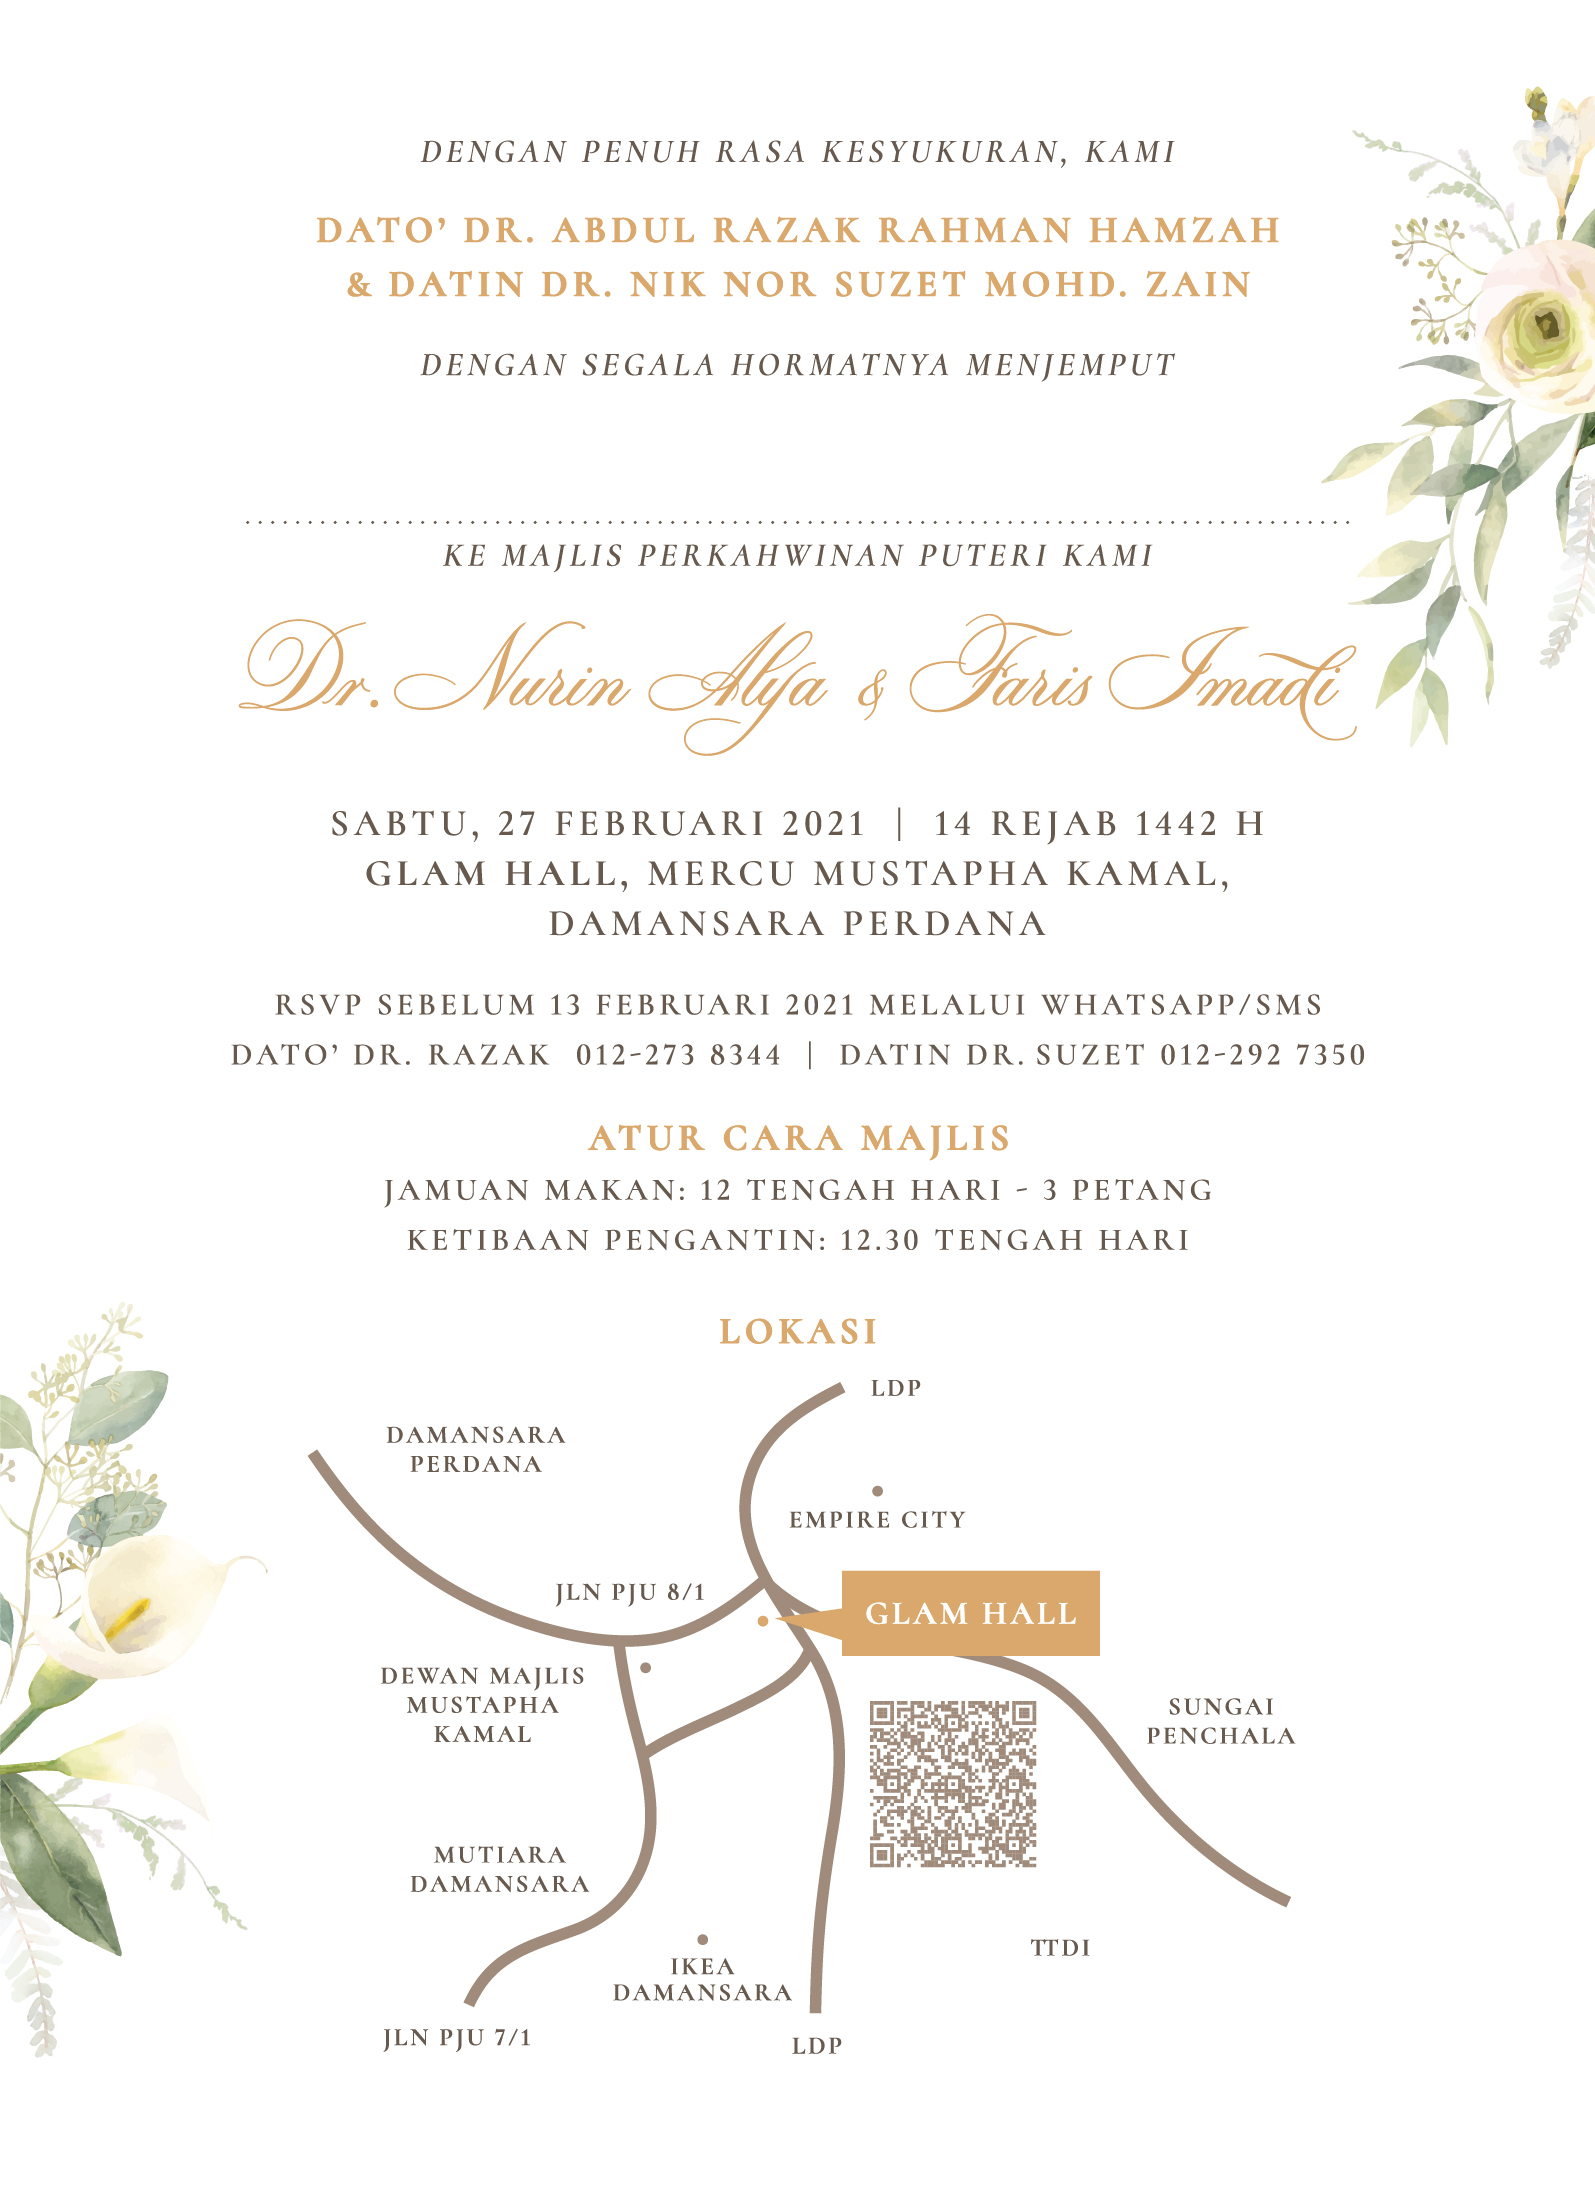 DENGAN PENUH RASA KESYUKURAN, KAMI
DATO’ DR. ABDUL RAZAK RAHMAN HAMZAH
& DATIN DR. NIK NOR SUZET MOHD. ZAIN
DENGAN SEGALA HORMATNYA MENJEMPUT
KE MAJLIS PERKAHWINAN PUTERI KAMI
Dr. Nurin Alya & Faris Imadi
SABTU, 27 FEBRUARI 2021 | 14 REJAB 1442 H
GLAM HALL, MERCU MUSTAPHA KAMAL,
DAMANSARA PERDANA
RSVP SEBELUM 13 FEBRUARI 2021 MELALUI WHATSAPP/SMS
DATO’ DR. RAZAK 012-273 8344 | DATIN DR. SUZET 012-292 7350
ATUR CARA MAJLIS
JAMUAN MAKAN: 12 TENGAH HARI - 3 PETANG
KETIBAAN PENGANTIN: 12.30 TENGAH HARI
LOKASI
LDP
DAMANSARA
PERDANA
EMPIRE CITY
JLN PJU 8/1
GLAM HALL
DEWAN MAJLIS
MUSTAPHA
KAMAL
SUNGAI
PENCHALA
MUTIARA
DAMANSARA
TTDI
IKEA
DAMANSARA
JLN PJU 7/1
LDP